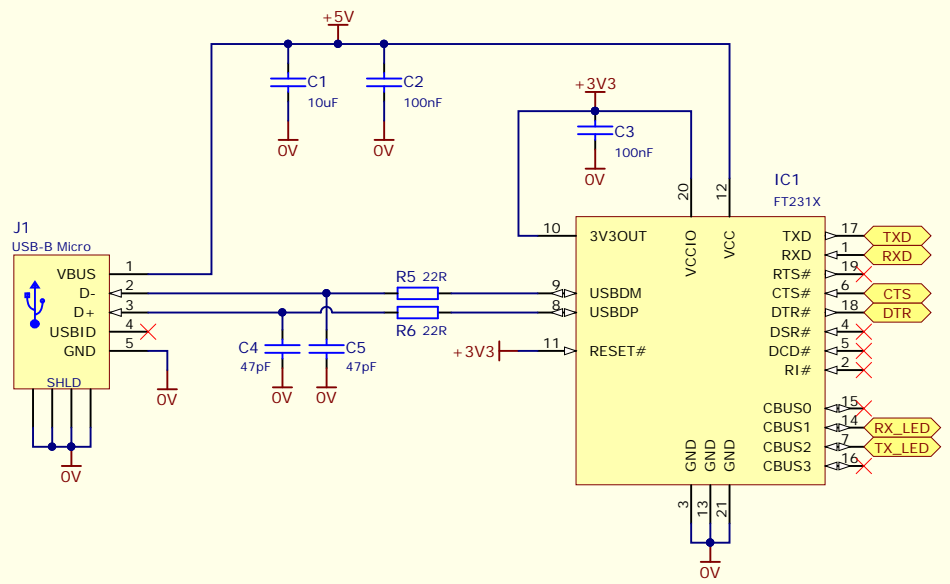 +5V
C1
10uF
0V
C2
100nF
0V
+3V3
C3
100nF
0V
IC1
FT231X
20
12
VCCIO
VCC
10
3V3OUT
9
USBDM
8
USBDP
11
RESET#
+3V3
TXD
17
TXD
RXD
1
RXD
RTS#
19
CTS#
6
CTS
DTR#
18
DTR
DSR#
4
DCD#
5
RI#
2
CBUS0
15
CBUS1
14
RX_LED
CBUS2
7
TX_LED
CBUS3
16
GND
GND
GND
3
13
21
0V
J1
USB-B Micro
VBUS
1
D-
2
D+
3
USBID
4
GND
5
SHLD
0V
0V
R5 22R
R6 22R
C4
47pF
0V
C5
47pF
0V